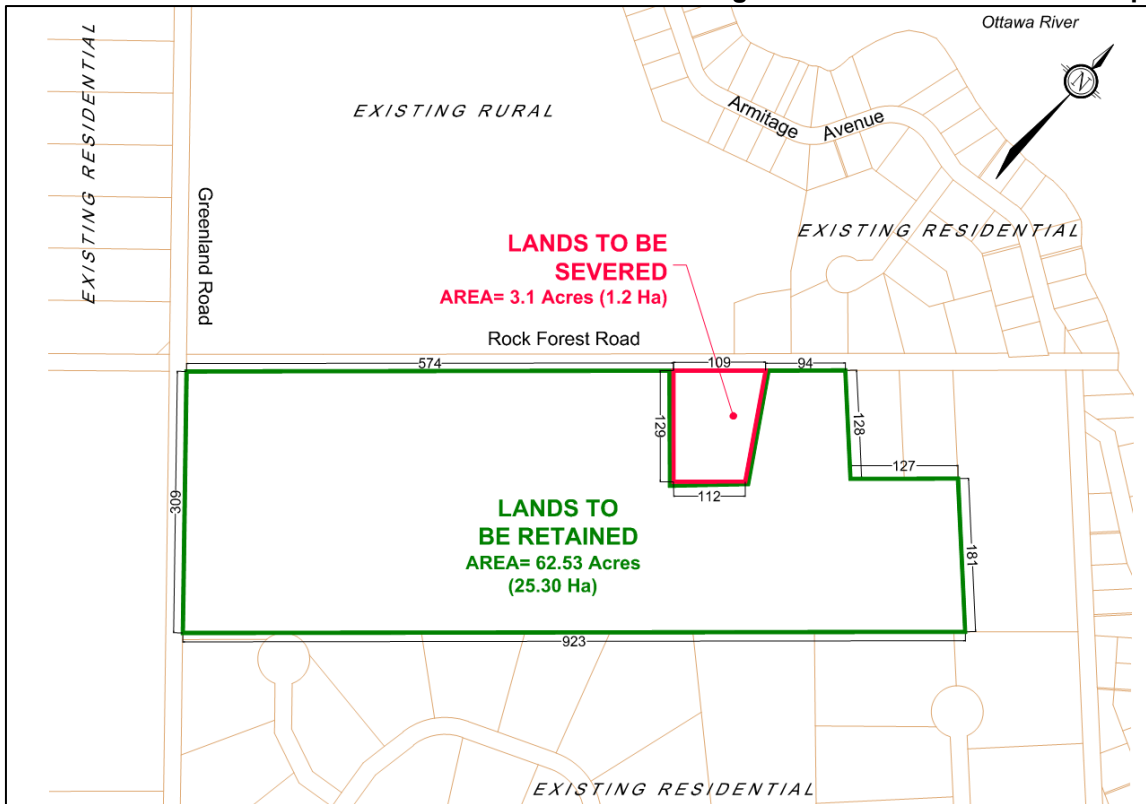 Ottawa River
N
EXISTING RESIDENTIAL
EXISTING RURAL
Armitage Avenue
Greenland Road
EXISTING RESIDENTIAL
LANDS TO BE
SEVERED
AREA= 3.1 Acres (1.2 Ha)
Rock Forest Road
574
109
94
129
128
127
112
309
LANDS TO
BE RETAINED
AREA= 62.53 Acres
(25.30 Ha)
181
923
EXISTING RESIDENTIAL